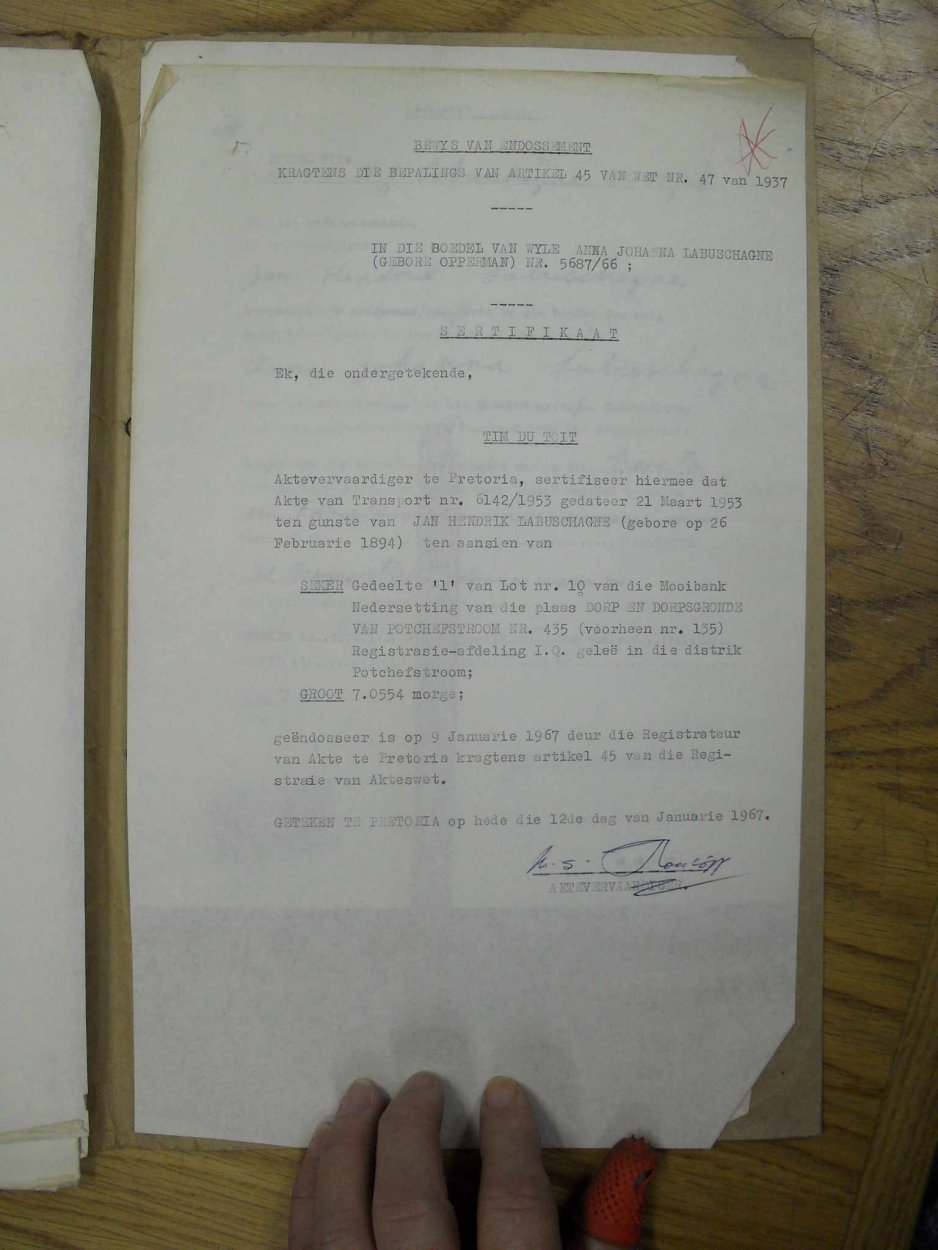 BEWYS VAN ENDOSSEMENT
KRAGTENS DIE BEPALINGS VAN ARTIKEL 45 VAN WET NR. 47 van 1937
-----
IN DIE BOEDEL VAN WYLE ANNA JOHANNA LABUSCHAGNE
(GEBORE OPPERMAN) NR. 5687/66 ;
-----
S E R T I F I K A A T
Ek, die ondergetekende,
TIM DU TOIT
Aktevervaardiger te Pretoria, sertifiseer hiermee dat
Akte van Transport nr. 6142/1953 gedateer 21 Maart 1953
ten gunste van JAN HENDRIK LABUSCHAGNE (gebore op 26
Februarie 1894) ten aansien van
SEKER Gedeelte '1' van Lot nr. 10 van die Mooibank
Nedersetting van die plaas DORP EN DORPSGRONDE
VAN POTCHEFSTROOM NR. 435 (voorheen nr. 135)
Registrasie-afdeling I.Q. geleë in die distrik
Potchefstroom;
GROOT 7.0554 morge;
geëndosseer is op 9 Januarie 1967 deur die Registrateur
van Akte te Pretoria kragtens artikel 45 van die Regi-
straie van Akteswet.
GETEKEN TE PRETORIA op hede die 12de dag van Januarie 1967.
AKTEVERVAARDIGER.